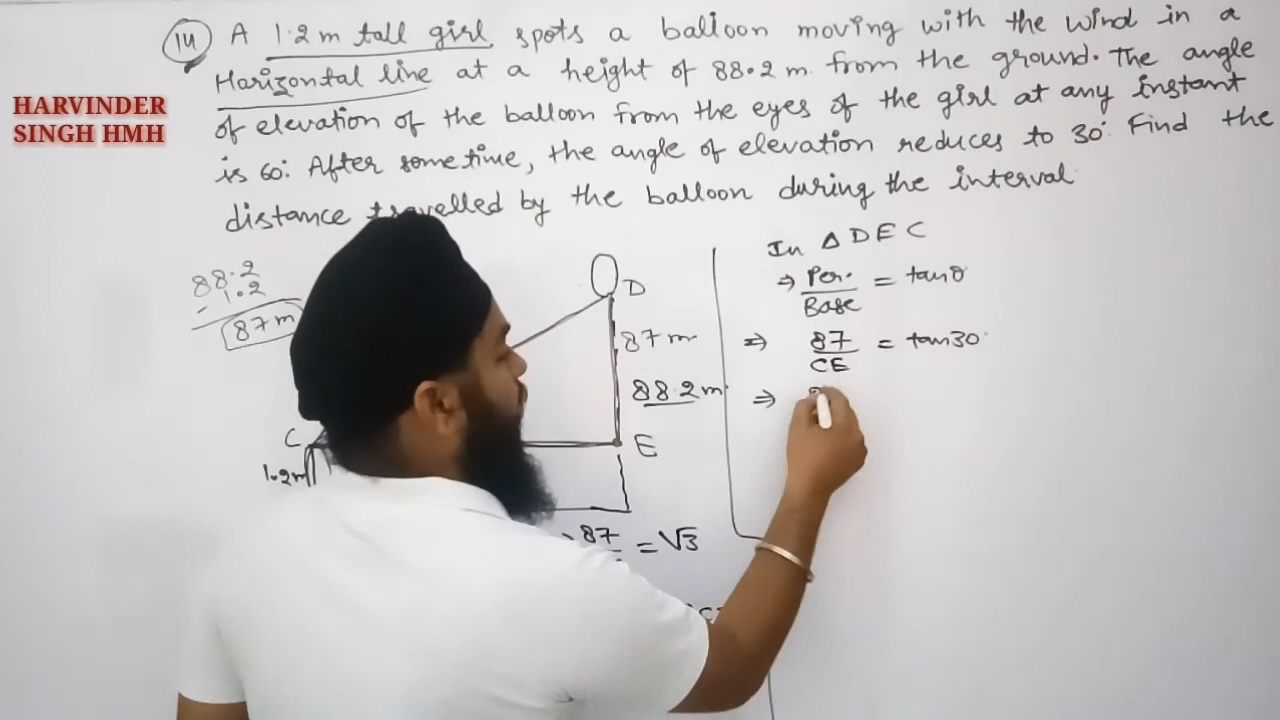 14 A 1.2 m tall girl spots a balloon moving with the wind in a
Horizontal line at a height of 88.2 m from the ground. The angle
of elevation of the balloon from the eyes of the girl at any instant
is 60°. After some time, the angle of elevation reduces to 30°. Find the
distance travelled by the balloon during the interval
HARVINDER
SINGH HMH
88.2
- 1.2
87m
D
87 m
88.2 m
C
E
1.2m
87 = √3
In Δ DEC
⇒ Per. / Base = tanθ
⇒ 87 / CE = tan30°
⇒